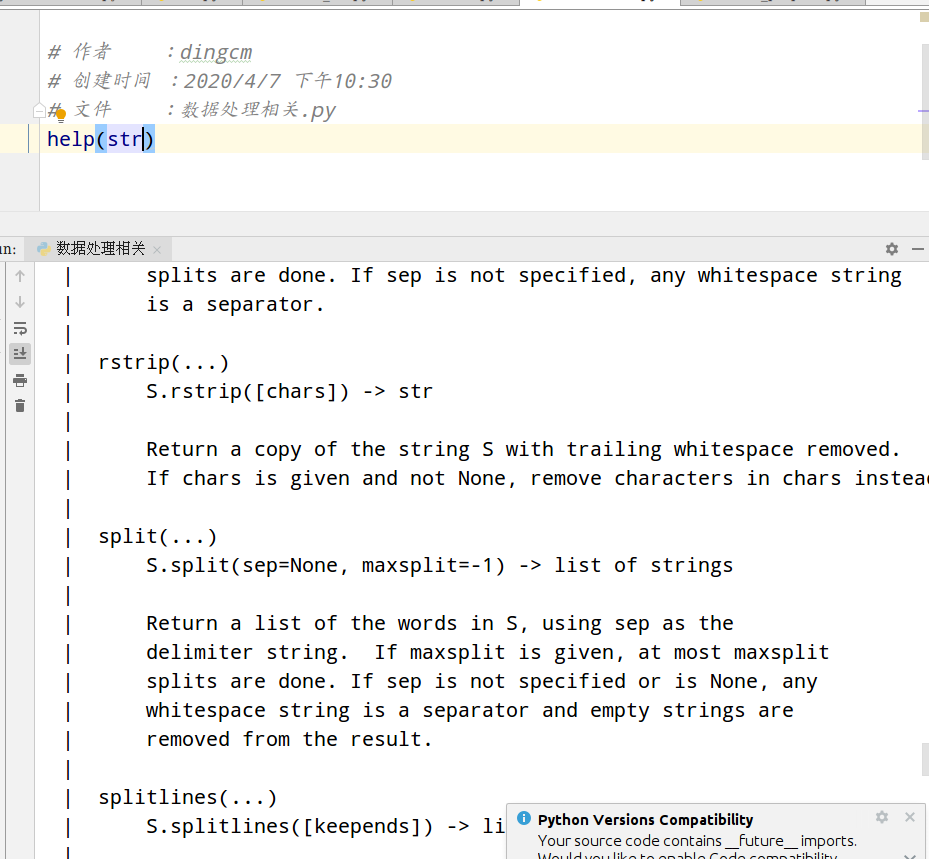 # 作者 :dingcm
# 创建时间 :2020/4/7 下午10:30
# 文件 :数据处理相关.py
help(str)
un: 数据处理相关
| splits are done. If sep is not specified, any whitespace string
| is a separator.
|
| rstrip(...)
| S.rstrip([chars]) -> str
|
| Return a copy of the string S with trailing whitespace removed.
| If chars is given and not None, remove characters in chars instead
|
| split(...)
| S.split(sep=None, maxsplit=-1) -> list of strings
|
| Return a list of the words in S, using sep as the
| delimiter string.  If maxsplit is given, at most maxsplit
| splits are done. If sep is not specified or is None, any
| whitespace string is a separator and empty strings are
| removed from the result.
|
| splitlines(...)
| S.splitlines([keepends]) -> li
|
Python Versions Compatibility
Your source code contains __future__ imports.
Would you like to enable Code compatibility